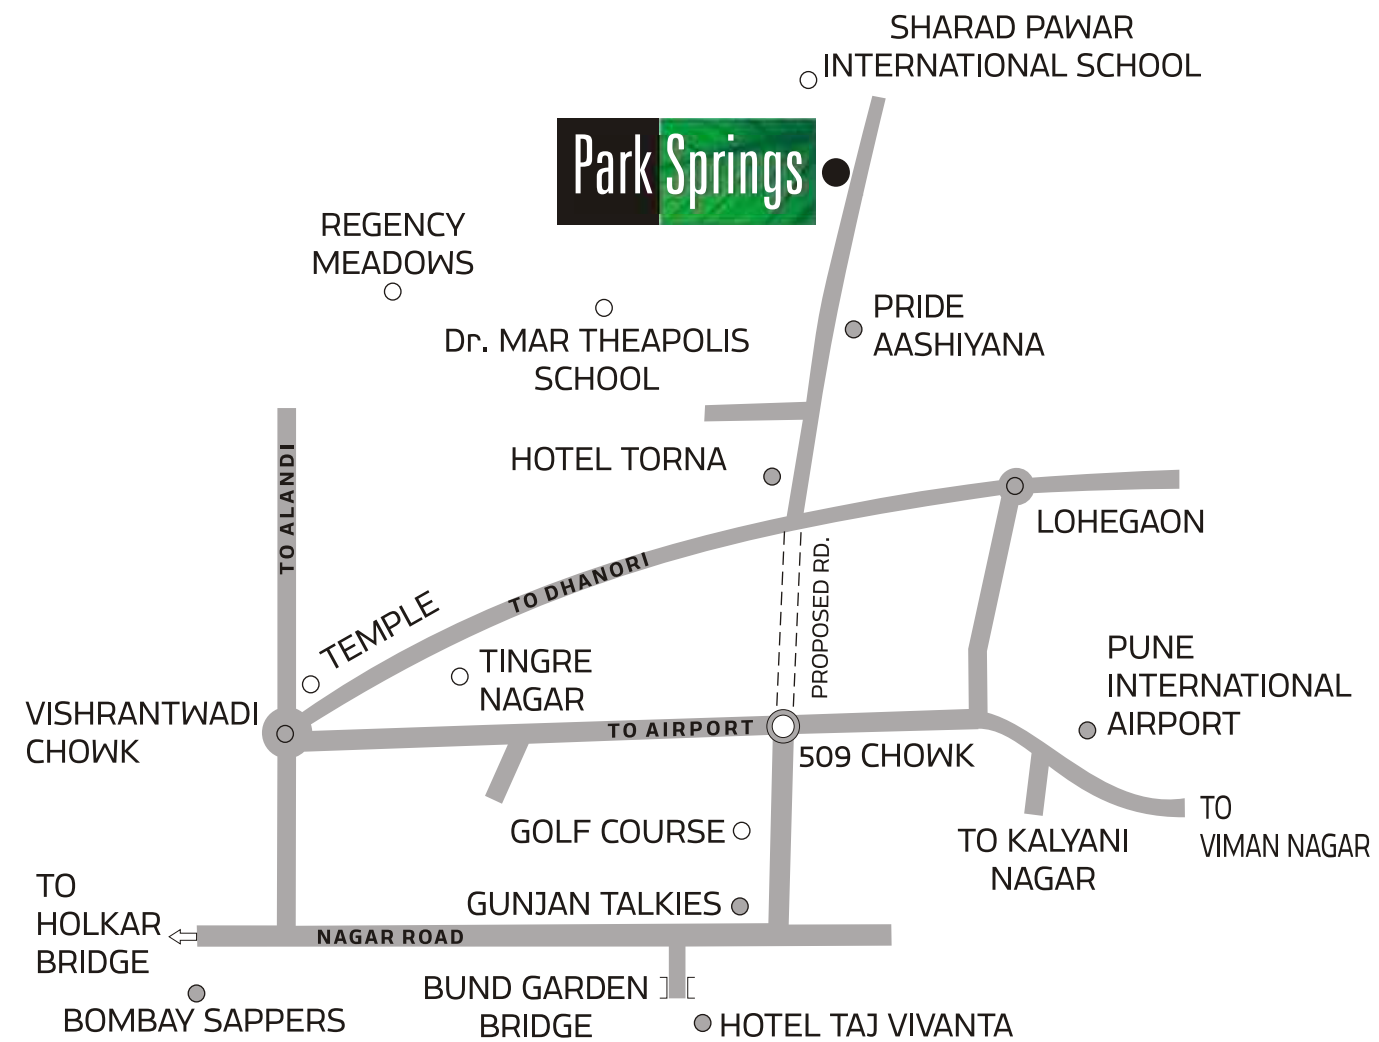 SHARAD PAWAR
INTERNATIONAL SCHOOL
Park Springs
REGENCY
MEADOWS
PRIDE
AASHIYANA
Dr. MAR THEAPOLIS
SCHOOL
HOTEL TORNA
TO ALANDI
LOHEGAON
TO DHANORI
PROPOSED RD.
TEMPLE
TINGRE
NAGAR
PUNE
INTERNATIONAL
AIRPORT
VISHRANTWADI
CHOWK
TO AIRPORT
509 CHOWK
TO
VIMAN NAGAR
GOLF COURSE
TO KALYANI
NAGAR
TO
HOLKAR
BRIDGE
GUNJAN TALKIES
NAGAR ROAD
BUND GARDEN
BRIDGE
BOMBAY SAPPERS
HOTEL TAJ VIVANTA